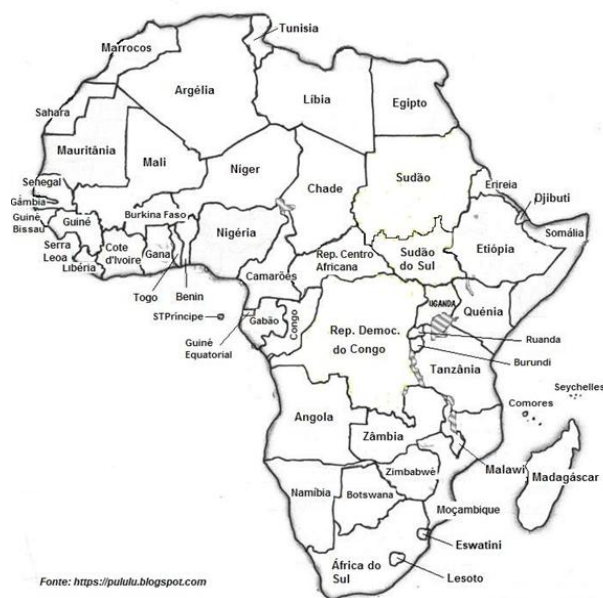 Tunisia
Marrocos
Argélia
Líbia
Egipto
Sahara
Mauritânia
Mali
Níger
Chade
Sudão
Erireia
Djibuti
Senegal
Gâmbia
Guiné
Bissau
Guiné
Burkina Faso
Nigéria
Serra
Leoa
Libéria
Cote
d'Ivoire
Gana
Togo
Benin
Camarões
Rep. Centro
Africana
Sudão
do Sul
Etiópia
Somália
STPríncipe
Guiné
Equatorial
Gabão
Congo
Rep. Democ.
do Congo
UGANDA
Quénia
Ruanda
Burundi
Tanzânia
Seychelles
Comores
Angola
Zâmbia
Malawi
Madagáscar
Zimbabwè
Moçambique
Namíbia
Botswana
Eswatini
África do
Sul
Lesoto
Fonte: https://pululu.blogspot.com